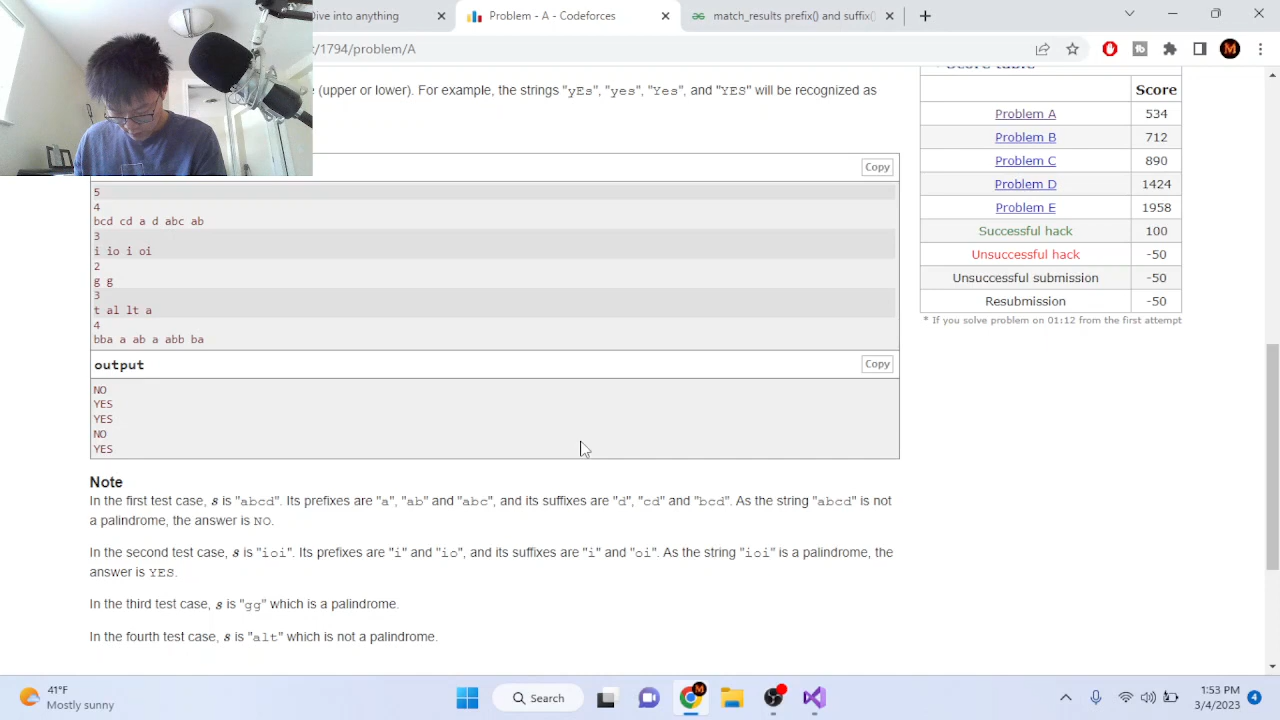 Dive into anything
Problem - A - Codeforces
match_results prefix() and suffix()
/1794/problem/A
(upper or lower). For example, the strings "yEs", "yes", "Yes", and "YES" will be recognized as
Copy
5
4
bcd cd a d abc ab
3
i io i oi
2
g g
3
t al lt a
4
bba a ab a abb ba
output
Copy
NO
YES
YES
NO
YES
Note
In the first test case, s is "abcd". Its prefixes are "a", "ab" and "abc", and its suffixes are "d", "cd" and "bcd". As the string "abcd" is not
a palindrome, the answer is NO.
In the second test case, s is "ioi". Its prefixes are "i" and "io", and its suffixes are "i" and "oi". As the string "ioi" is a palindrome, the
answer is YES.
In the third test case, s is "gg" which is a palindrome.
In the fourth test case, s is "alt" which is not a palindrome.
Score table
Score
Problem A 534
Problem B 712
Problem C 890
Problem D 1424
Problem E 1958
Successful hack 100
Unsuccessful hack -50
Unsuccessful submission -50
Resubmission -50
* If you solve problem on 01:12 from the first attempt
41°F
Mostly sunny
Search
M
M
1:53 PM
3/4/2023
4